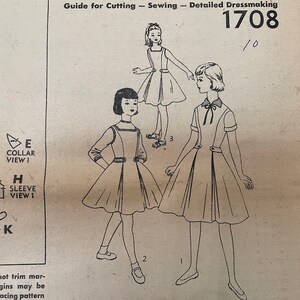 Guide for Cutting — Sewing — Detailed Dressmaking
1708
10
E
COLLAR
VIEW I
H
SLEEVE
VIEW 1
K
3
2
1
not trim mar-
gins may be
acing pattern